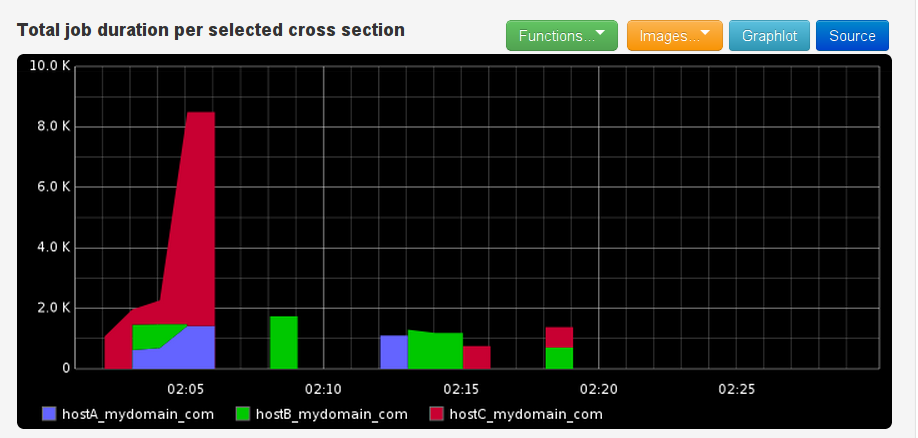 Total job duration per selected cross section
Functions... Images... Graphlot Source
10.0 K
8.0 K
6.0 K
4.0 K
2.0 K
0
02:05 02:10 02:15 02:20 02:25
hostA_mydomain_com hostB_mydomain_com hostC_mydomain_com